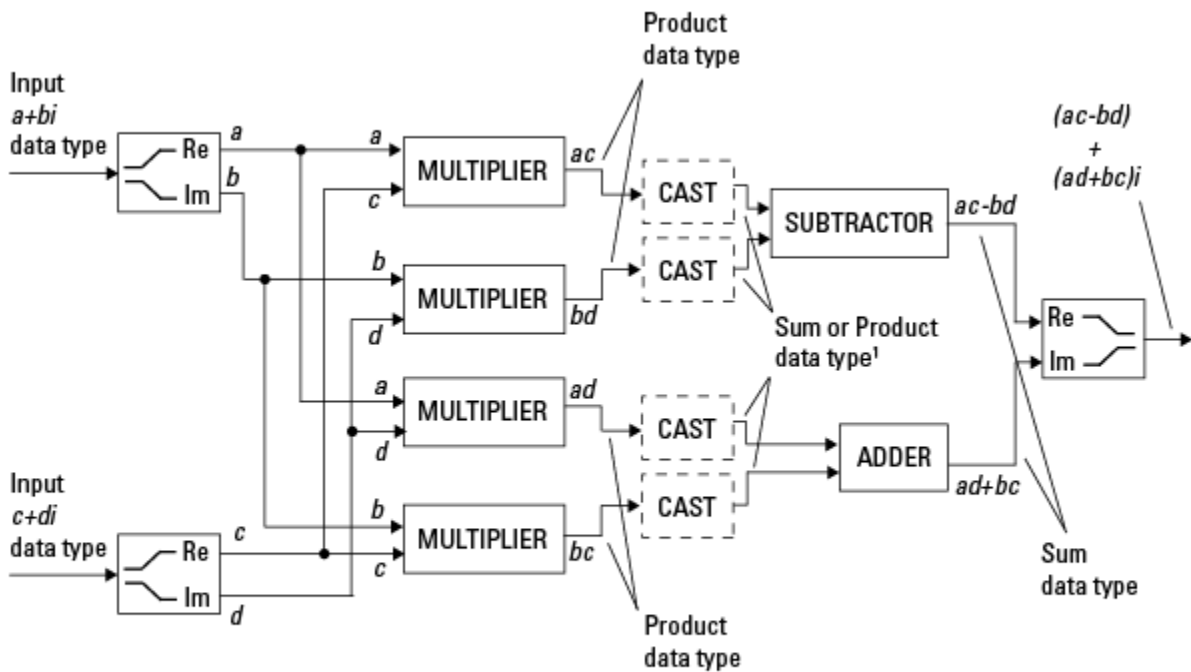 Product
data type
Input
a+bi
data type
Re
Im
a
b
a
c
MULTIPLIER
ac
CAST
(ac-bd)
+
(ad+bc)i
SUBTRACTOR
ac-bd
b
d
MULTIPLIER
bd
CAST
Sum or Product
data type¹
Re
Im
a
d
MULTIPLIER
ad
CAST
ADDER
ad+bc
Input
c+di
data type
Re
Im
c
d
b
c
MULTIPLIER
bc
CAST
Sum
data type
Product
data type